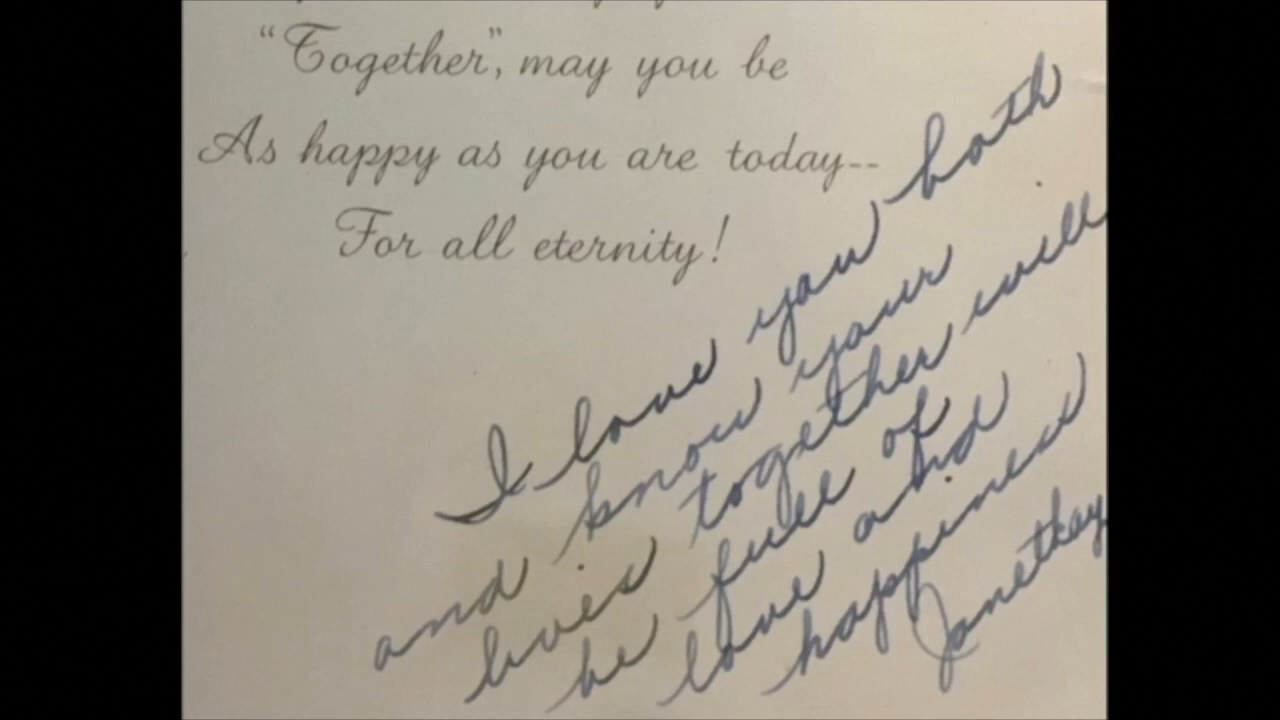 "Together", may you be
As happy as you are today--
For all eternity!
I love you both
and know your
lives together will
be full of
love and
happiness
Janetkay